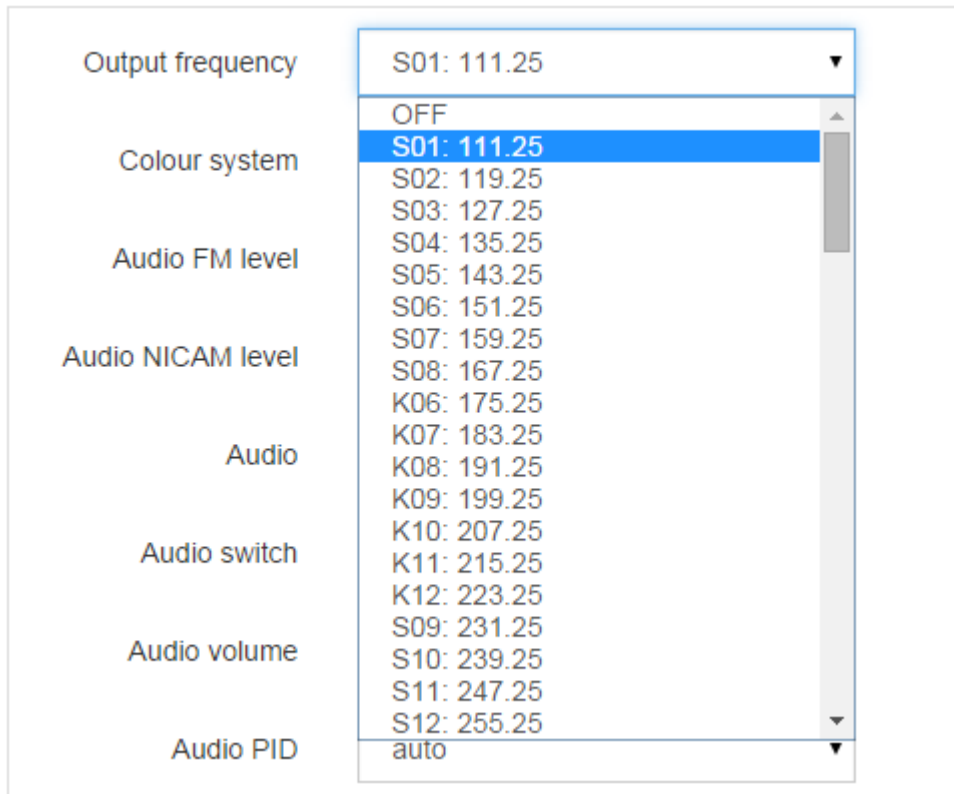 Output frequency
S01: 111.25
OFF
S01: 111.25
Colour system
S02: 119.25
S03: 127.25
S04: 135.25
Audio FM level
S05: 143.25
S06: 151.25
S07: 159.25
Audio NICAM level
S08: 167.25
K06: 175.25
K07: 183.25
Audio
K08: 191.25
K09: 199.25
K10: 207.25
Audio switch
K11: 215.25
K12: 223.25
S09: 231.25
Audio volume
S10: 239.25
S11: 247.25
S12: 255.25
Audio PID
auto